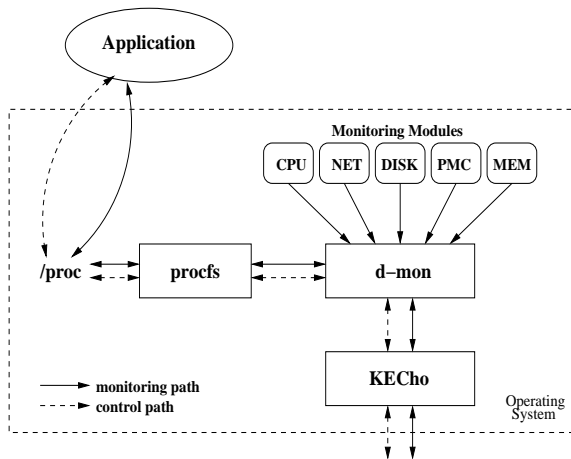 Application
Monitoring Modules
CPU
NET
DISK
PMC
MEM
/proc
procfs
d−mon
KECho
monitoring path
control path
Operating
System